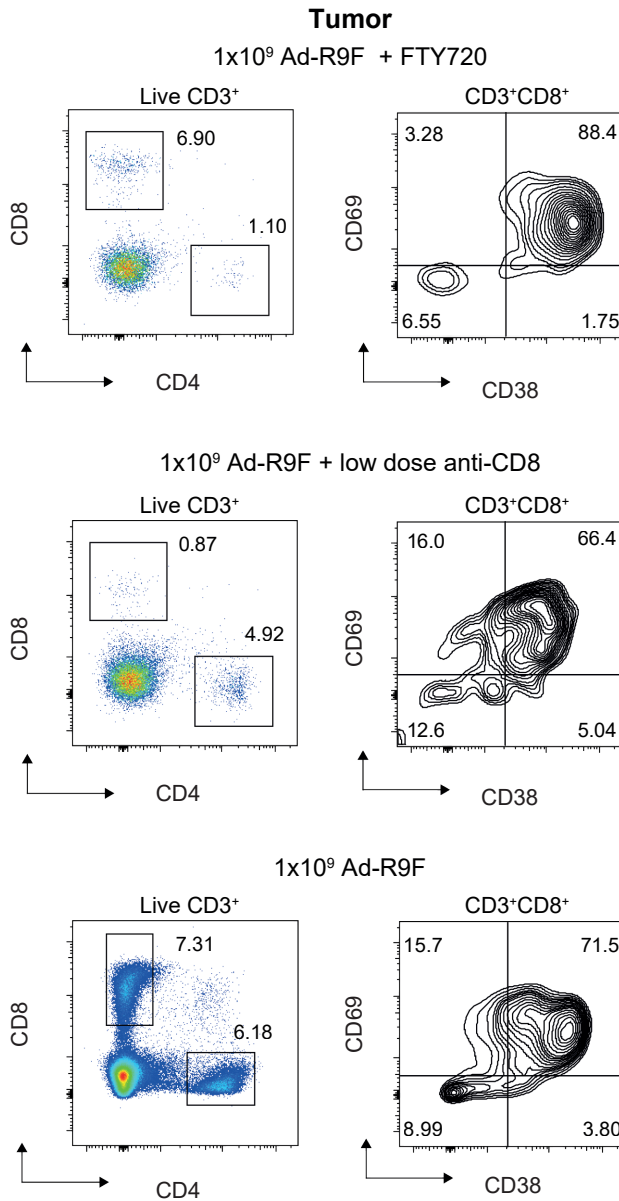 Tumor
1x10⁹ Ad-R9F + FTY720
Live CD3⁺
CD3⁺CD8⁺
6.90
1.10
CD8
CD4
3.28
88.4
6.55
1.75
CD69
CD38
1x10⁹ Ad-R9F + low dose anti-CD8
Live CD3⁺
CD3⁺CD8⁺
0.87
4.92
CD8
CD4
16.0
66.4
12.6
5.04
CD69
CD38
1x10⁹ Ad-R9F
Live CD3⁺
CD3⁺CD8⁺
7.31
6.18
CD8
CD4
15.7
71.5
8.99
3.80
CD69
CD38